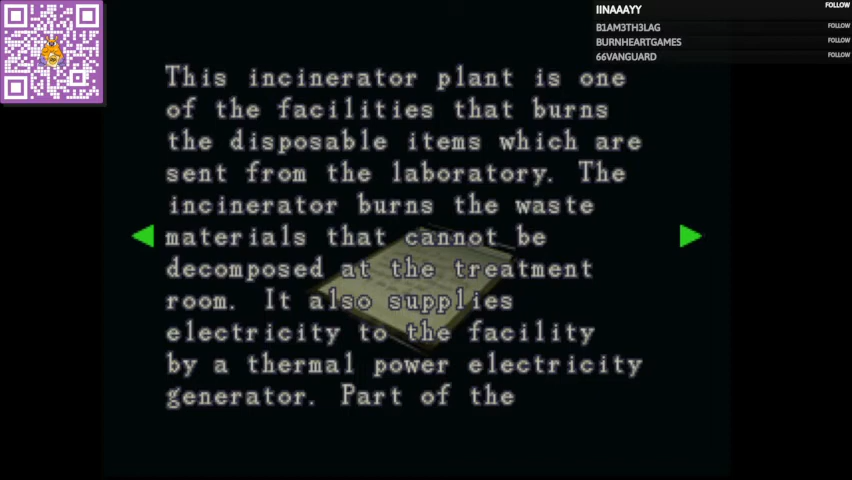 IINAAAYY FOLLOW
B1AM3TH3LAG FOLLOW
BURNHEARTGAMES FOLLOW
66VANGUARD FOLLOW
This incinerator plant is one
of the facilities that burns
the disposable items which are
sent from the laboratory. The
incinerator burns the waste
materials that cannot be
decomposed at the treatment
room. It also supplies
electricity to the facility
by a thermal power electricity
generator. Part of the